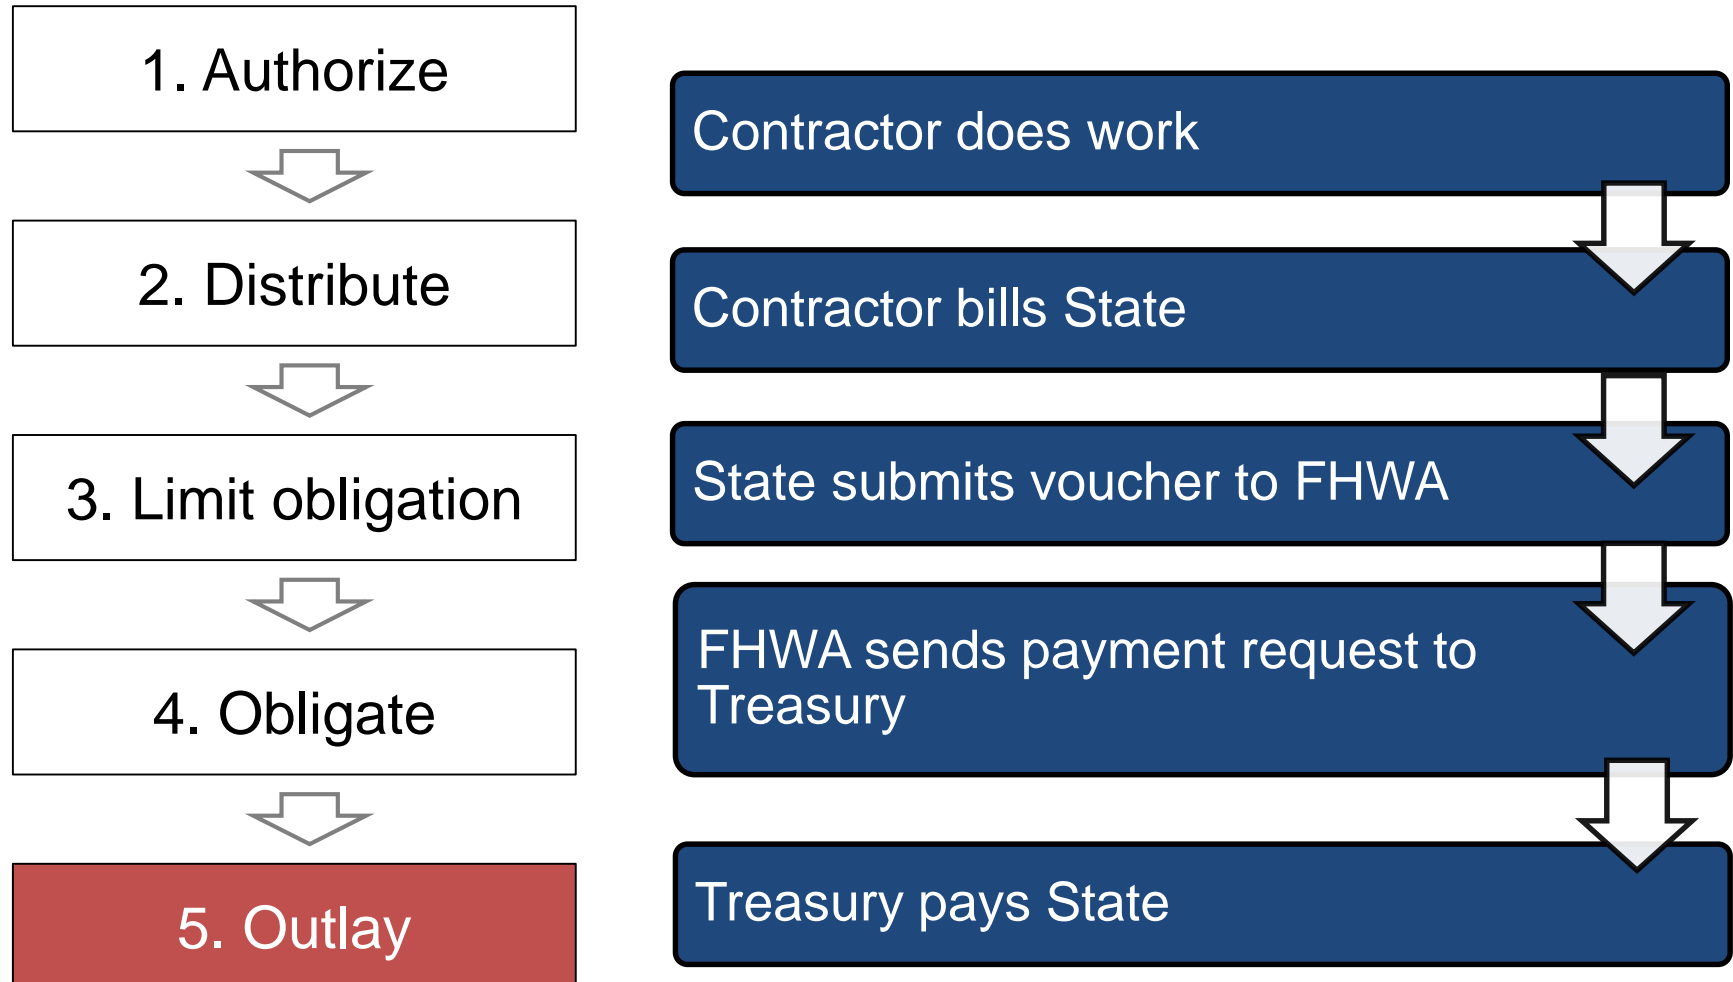 1. Authorize
2. Distribute
3. Limit obligation
4. Obligate
5. Outlay
Contractor does work
Contractor bills State
State submits voucher to FHWA
FHWA sends payment request to
Treasury
Treasury pays State